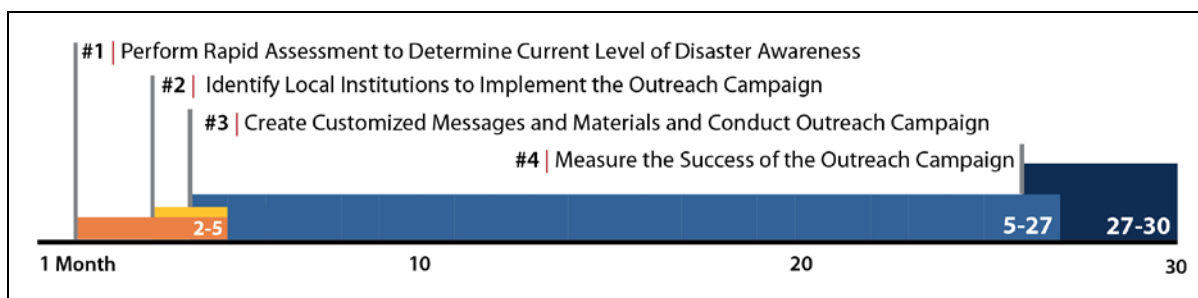 #1 | Perform Rapid Assessment to Determine Current Level of Disaster Awareness
#2 | Identify Local Institutions to Implement the Outreach Campaign
#3 | Create Customized Messages and Materials and Conduct Outreach Campaign
#4 | Measure the Success of the Outreach Campaign
2-5
5-27
27-30
1 Month
10
20
30